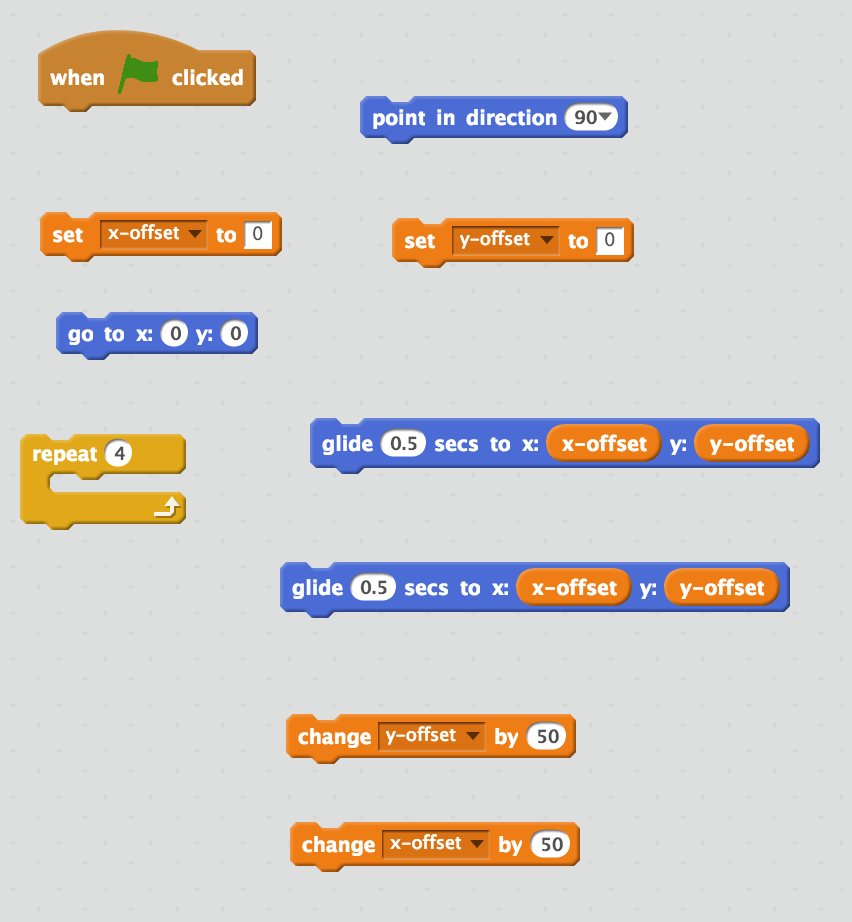 when clicked
point in direction 90
set x-offset to 0
set y-offset to 0
go to x: 0 y: 0
repeat 4
glide 0.5 secs to x: x-offset y: y-offset
glide 0.5 secs to x: x-offset y: y-offset
change y-offset by 50
change x-offset by 50